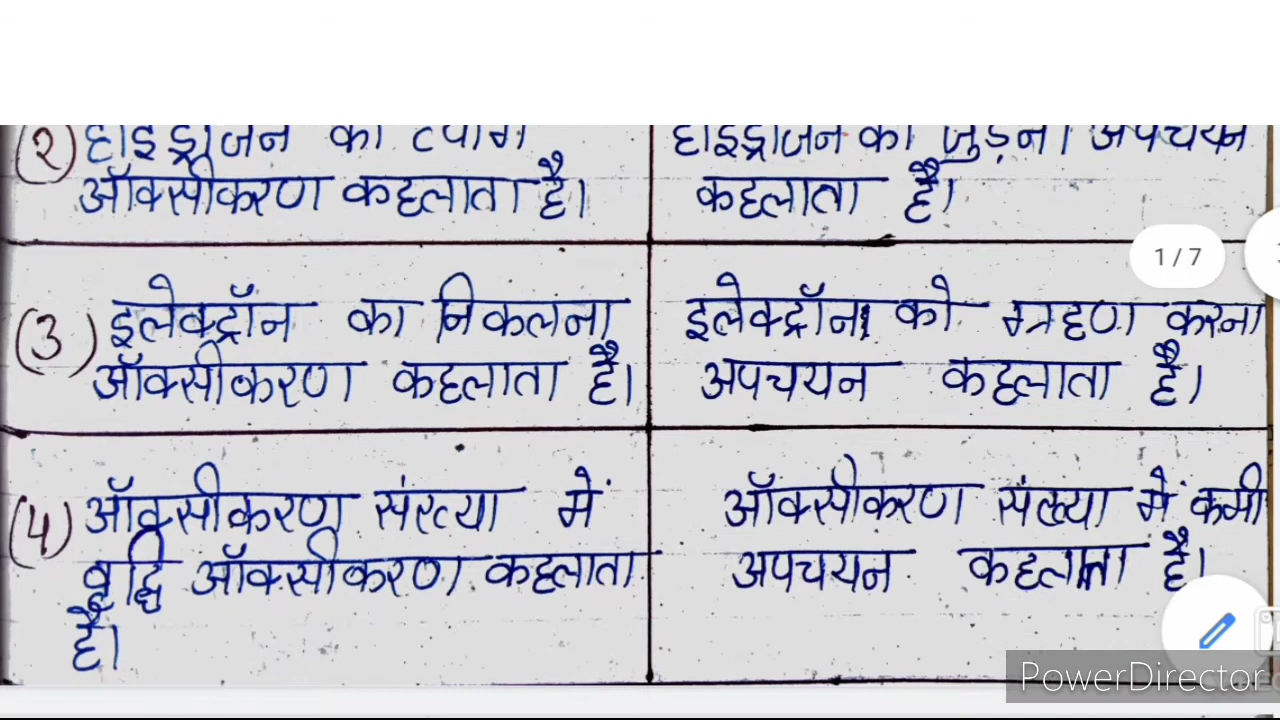 (2) हाइड्रोजन का त्याग
ऑक्सीकरण कहलाता है।
हाइड्रोजन का जुड़ना अपचयन
कहलाता है।
1/7
(3) इलेक्ट्रॉन का निकलना
ऑक्सीकरण कहलाता है।
इलेक्ट्रॉन को ग्रहण करना
अपचयन कहलाता है।
(4) ऑक्सीकरण संख्या में
वृद्धि ऑक्सीकरण कहलाता
है।
ऑक्सीकरण संख्या में कमी
अपचयन कहलाता है।
PowerDirector